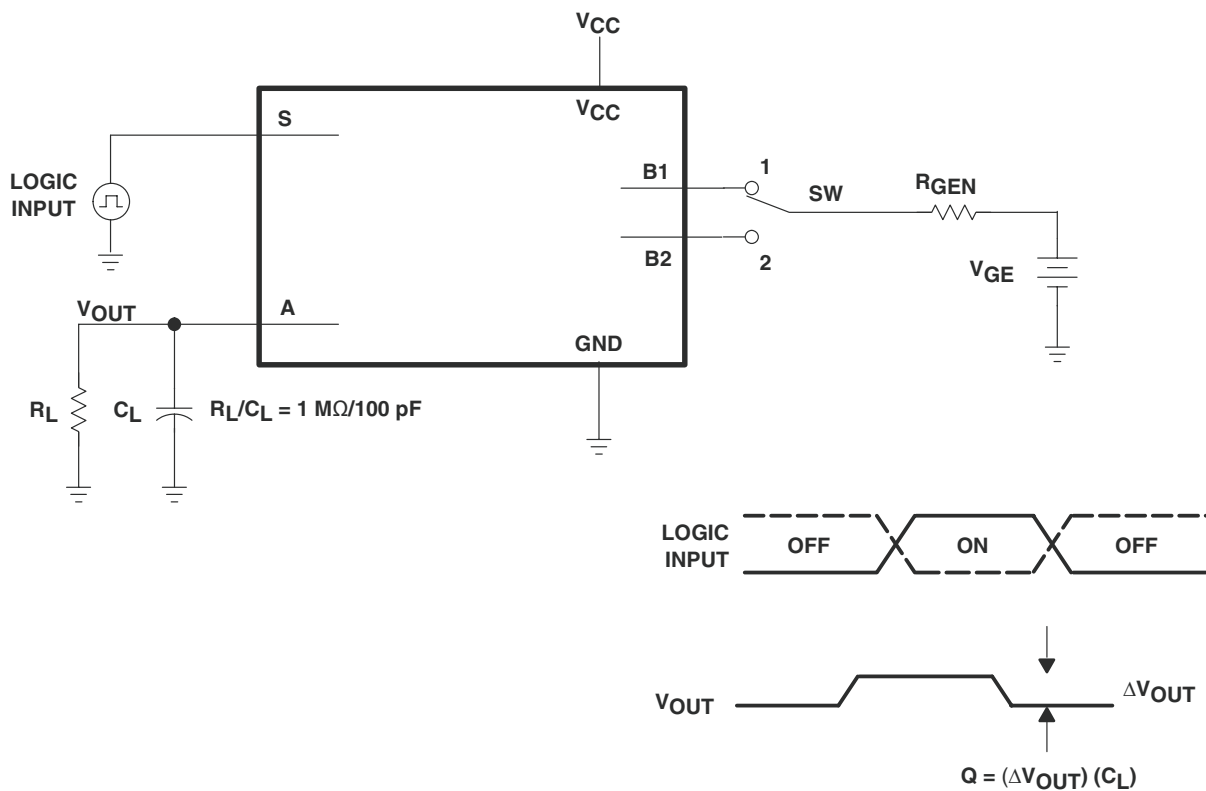 VCC
VCC
S
LOGIC
INPUT
B1
1
SW
RGEN
B2
2
VGE
VOUT
A
GND
RL
CL
RL/CL = 1 MΩ/100 pF
LOGIC
INPUT
OFF
ON
OFF
VOUT
ΔVOUT
Q = (ΔVOUT) (CL)